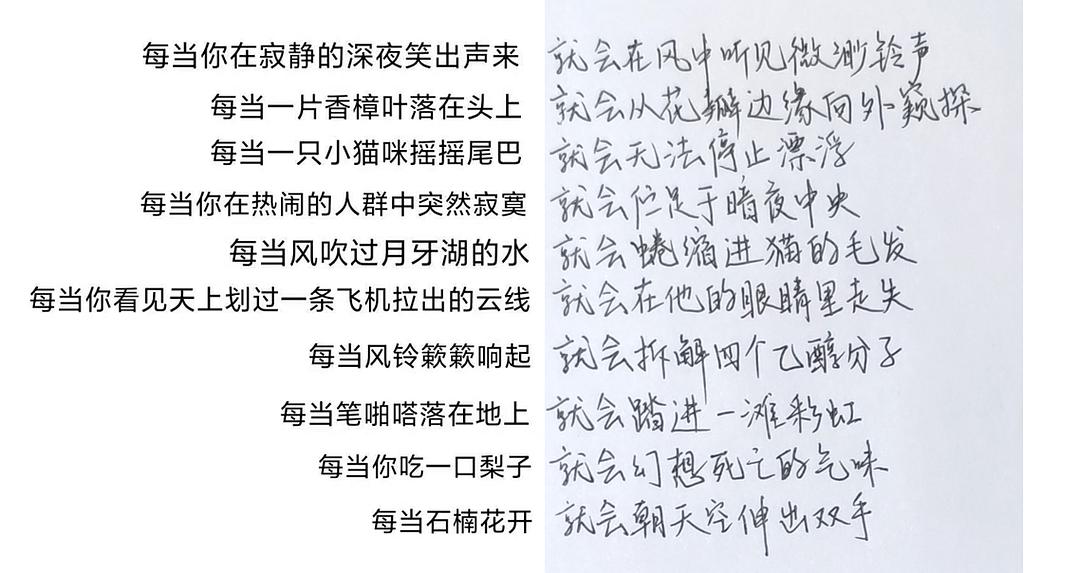 每当你在寂静的深夜笑出声来 就会在风中听见微渺铃声
每当一片香樟叶落在头上 就会从花瓣边缘向外窥探
每当一只小猫咪摇摇尾巴 就会无法停止漂浮
每当你在热闹的人群中突然寂寞 就会伫足于暗夜中央
每当风吹过月牙湖的水 就会蜷缩进猫的毛发
每当你看见天上划过一条飞机拉出的云线 就会在他的眼睛里走失
每当风铃簌簌响起 就会拆解四个乙醇分子
每当笔啪嗒落在地上 就会踏进一滩彩虹
每当你吃一口梨子 就会幻想死亡的气味
每当石楠花开 就会朝天空伸出双手